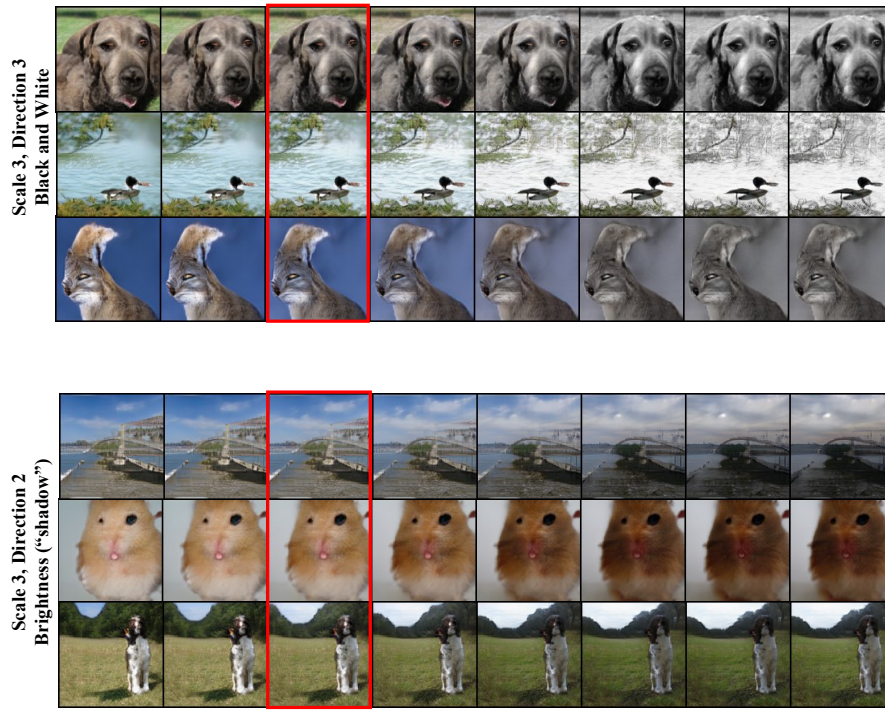 Scale 3, Direction 3
Black and White
Scale 3, Direction 2
Brightness (“shadow”)